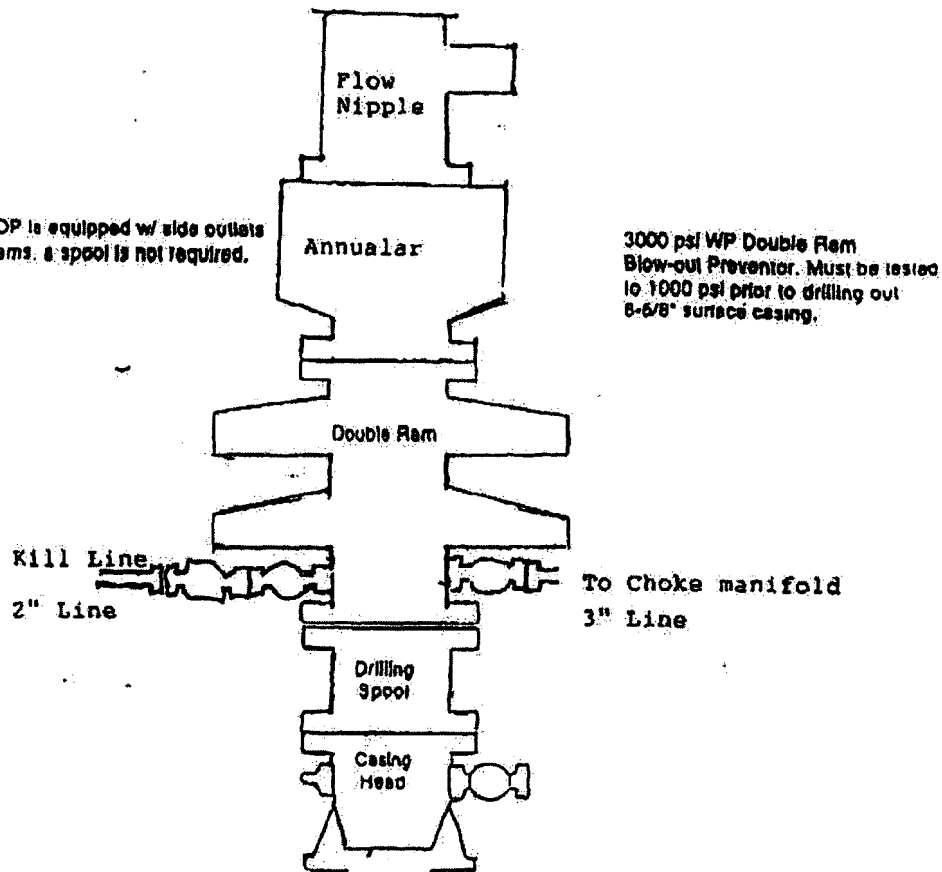 Flow
Nipple
OP is equipped w/ side outlets
ams, a spool is not required.
Annualar
3000 psi WP Double Ram
Blow-out Preventor. Must be tested
to 1000 psi prior to drilling out
8-5/8" surface casing.
Double Ram
Kill Line
2" Line
To Choke manifold
3" Line
Drilling
Spool
Casing
Head